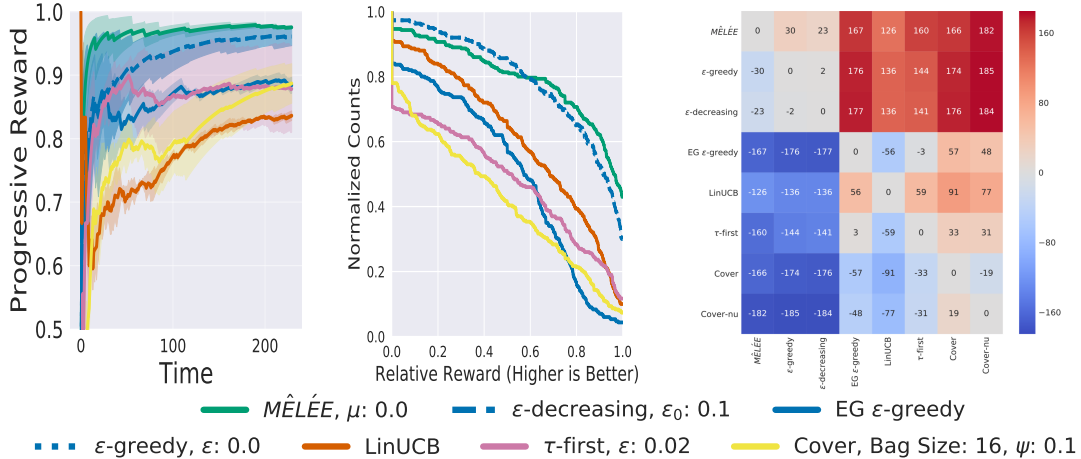 Progressive Reward
1.0
0.9
0.8
0.7
0.6
0.5
0
100
200
Time
Normalized Counts
1.0
0.8
0.6
0.4
0.2
0.0
0.0
0.2
0.4
0.6
0.8
1.0
Relative Reward (Higher is Better)
MÊLÉE 0 30 23 167 126 160 166 182
ε-greedy -30 0 2 176 136 144 174 185
ε-decreasing -23 -2 0 177 136 141 176 184
EG ε-greedy -167 -176 -177 0 -56 -3 57 48
LinUCB -126 -136 -136 56 0 59 91 77
τ-first -160 -144 -141 3 -59 0 33 31
Cover -166 -174 -176 -57 -91 -33 0 -19
Cover-nu -182 -185 -184 -48 -77 -31 19 0
MÊLÉE
ε-greedy
ε-decreasing
EG ε-greedy
LinUCB
τ-first
Cover
Cover-nu
160
80
0
−80
−160
MÊLÉE, μ: 0.0 ε-decreasing, ε₀: 0.1 EG ε-greedy
ε-greedy, ε: 0.0 LinUCB τ-first, ε: 0.02 Cover, Bag Size: 16, ψ: 0.1